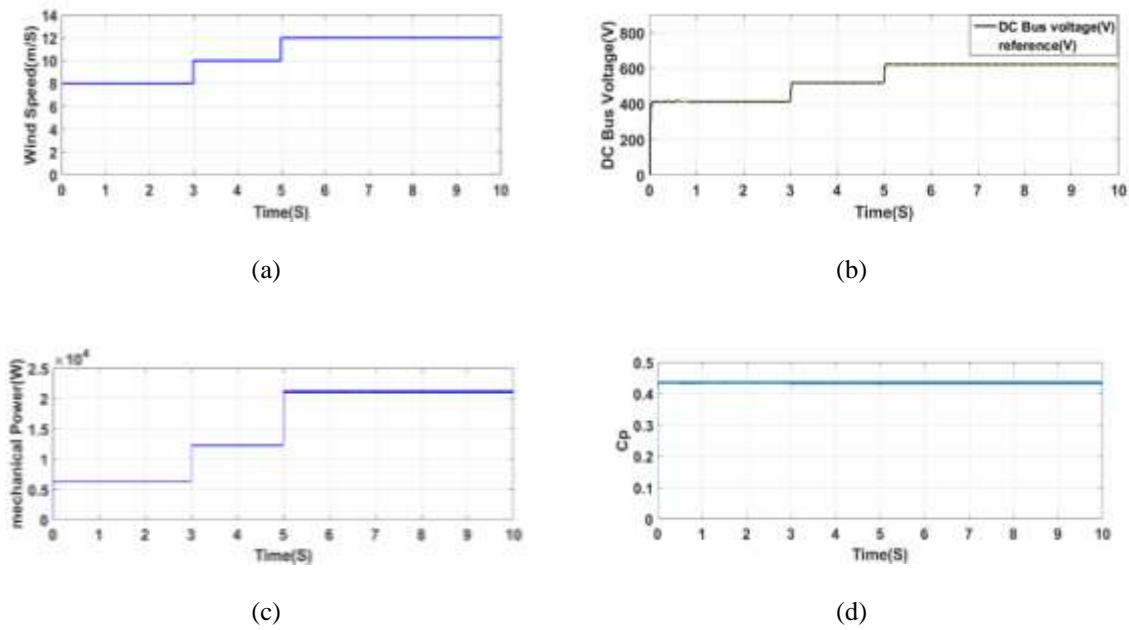 14
12
10
8
6
4
2
0
Wind Speed(m/S)
0 1 2 3 4 5 6 7 8 9 10
Time(S)
(a)
800
600
400
200
0
DC Bus Voltage(V)
DC Bus voltage(V)
reference(V)
0 1 2 3 4 5 6 7 8 9 10
Time(S)
(b)
×10⁴
2.5
2
1.5
1
0.5
0
mechanical Power(W)
0 1 2 3 4 5 6 7 8 9 10
Time(S)
(c)
0.5
0.4
0.3
0.2
0.1
0
Cp
0 1 2 3 4 5 6 7 8 9 10
Time(S)
(d)